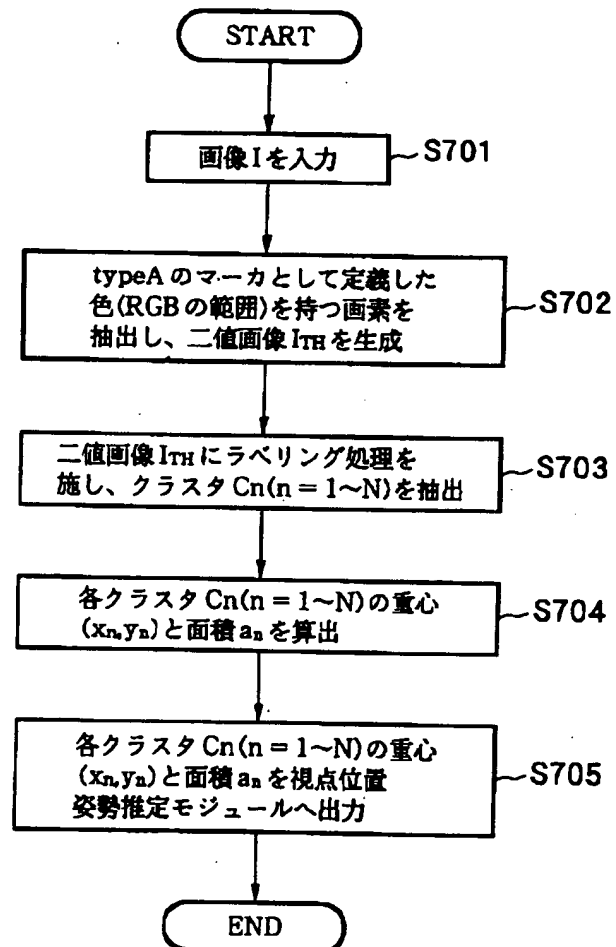 START
画像Iを入力
S701
typeAのマーカとして定義した
色(RGBの範囲)を持つ画素を
抽出し、二値画像ITHを生成
S702
二値画像ITHにラベリング処理を
施し、クラスタCn(n = 1~N)を抽出
S703
各クラスタCn(n = 1~N)の重心
(xn,yn)と面積anを算出
S704
各クラスタCn(n = 1~N)の重心
(xn,yn)と面積anを視点位置
姿勢推定モジュールへ出力
S705
END